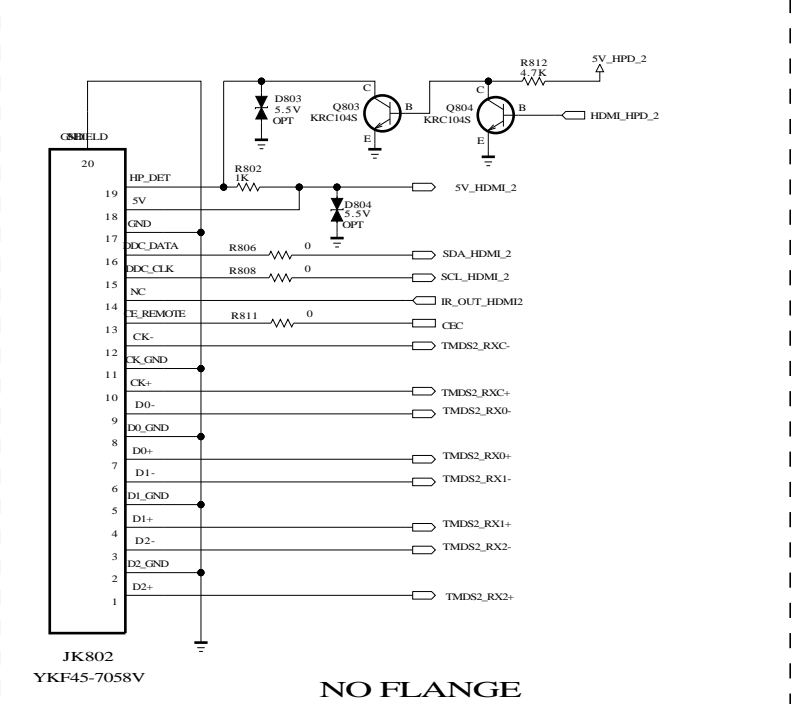 R812
4.7K
5V_HPD_2
D803
5.5V
OPT
C
Q803
KRC104S
B
E
C
Q804
KRC104S
B
E
HDMI_HPD_2
20
HP_DET
19
R802
1K
5V_HDMI_2
5V
18
D804
5.5V
OPT
GND
17
DDC_DATA
16
R806 0
SDA_HDMI_2
DDC_CLK
15
R808 0
SCL_HDMI_2
NC
14
IR_OUT_HDMI2
CE_REMOTE
13
R811 0
CEC
CK-
12
TMDS2_RXC-
CK_GND
11
CK+
10
TMDS2_RXC+
D0-
9
TMDS2_RX0-
D0_GND
8
D0+
7
TMDS2_RX0+
D1-
6
TMDS2_RX1-
D1_GND
5
D1+
4
TMDS2_RX1+
D2-
3
TMDS2_RX2-
D2_GND
2
D2+
1
TMDS2_RX2+
JK802
YKF45-7058V
NO FLANGE